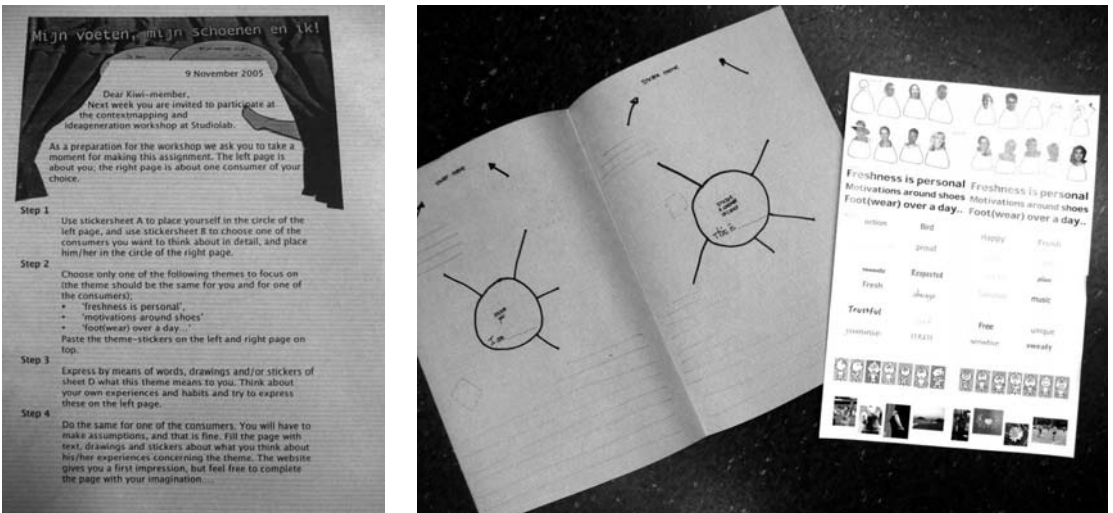 Mijn voeten, mijn schoenen en ik!
9 November 2005
Dear Kiwi-member,
Next week you are invited to participate at
the contextmapping and
ideageneration workshop at Studiolab.
As a preparation for the workshop we ask you to take a
moment for making this assignment. The left page is
about you; the right page is about one consumer of your
choice.
Step 1
Use stickersheet A to place yourself in the circle of the
left page, and use stickersheet B to choose one of the
consumers you want to think about in detail, and place
him/her in the circle of the right page.
Step 2
Choose only one of the following themes to focus on
(the theme should be the same for you and for one of
the consumers);
• 'freshness is personal',
• 'motivations around shoes'
• 'foot(wear) over a day...'
Paste the theme-stickers on the left and right page on
top.
Step 3
Express by means of words, drawings and/or stickers of
sheet D what this theme means to you. Think about
your own experiences and habits and try to express
these on the left page.
Step 4
Do the same for one of the consumers. You will have to
make assumptions, and that is fine. Fill the page with
text, drawings and stickers about what you think about
his/her experiences concerning the theme. The website
gives you a first impression, but feel free to complete
the page with your imagination....
I am
This is
Freshness is personal Freshness is personal
Motivations around shoes Motivations around shoes
Foot(wear) over a day.. Foot(wear) over a day..
action Bird Happy
proud
Respected plan
Fresh always music
Trustful Free unique
sensitive sweaty